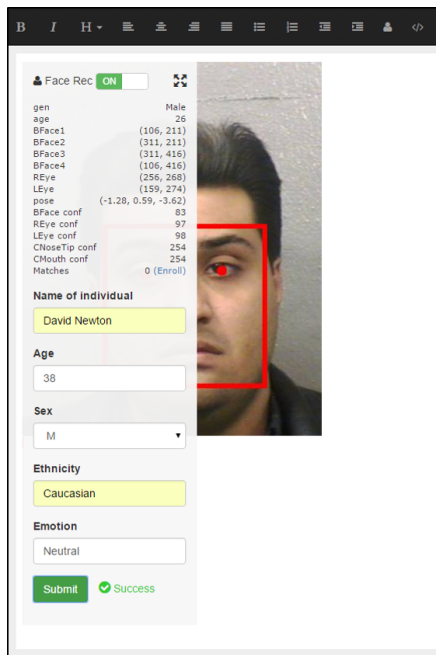 B I H
Face Rec ON
gen Male
age 26
BFace1 (106, 211)
BFace2 (311, 211)
BFace3 (311, 416)
BFace4 (106, 416)
REye (256, 268)
LEye (159, 274)
pose (-1.28, 0.59, -3.62)
BFace conf 83
REye conf 97
LEye conf 98
CNoseTip conf 254
CMouth conf 254
Matches 0 (Enroll)
Name of individual
David Newton
Age
38
Sex
M
Ethnicity
Caucasian
Emotion
Neutral
Submit Success